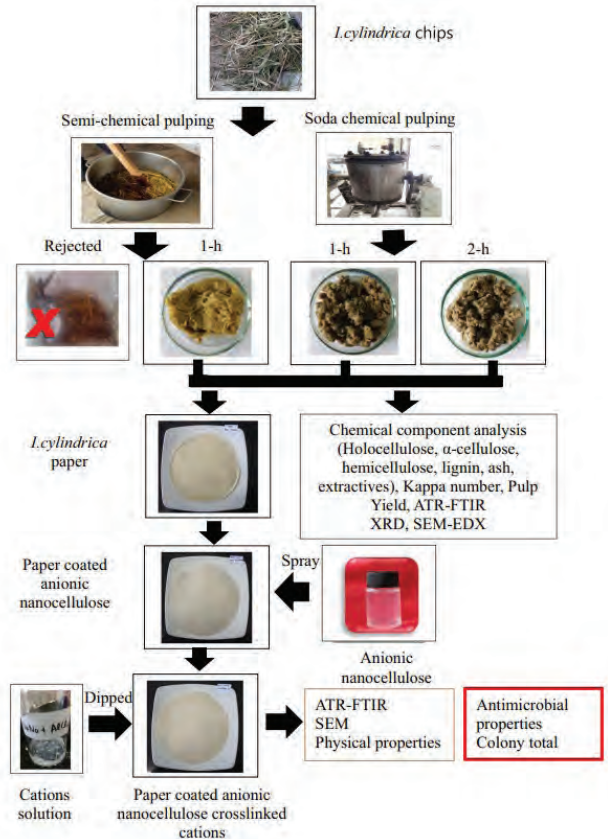 I.cylindrica chips
Semi-chemical pulping
Soda chemical pulping
Rejected
1-h
1-h
2-h
X
I.cylindrica
paper
Chemical component analysis
(Holocellulose, α-cellulose,
hemicellulose, lignin, ash,
extractives), Kappa number, Pulp
Yield, ATR-FTIR
XRD, SEM-EDX
Paper coated
anionic
nanocellulose
Spray
Anionic
nanocellulose
Dipped
Cations
solution
Paper coated anionic
nanocellulose crosslinked
cations
ATR-FTIR
SEM
Physical properties
Antimicrobial
properties
Colony total